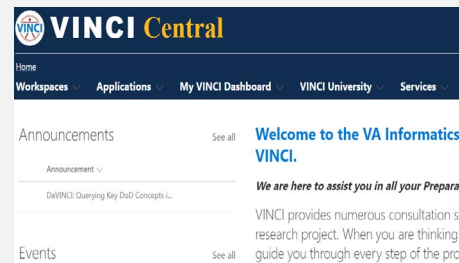 VINCI VINCI Central
Home
Workspaces Applications My VINCI Dashboard VINCI University Services
Announcements See all
Announcement
DaVINCI: Querying Key DoD Concepts i...
Events See all
Welcome to the VA Informatics
VINCI.
We are here to assist you in all your Prepara
VINCI provides numerous consultation s
research project. When you are thinking
guide you through every step of the pro